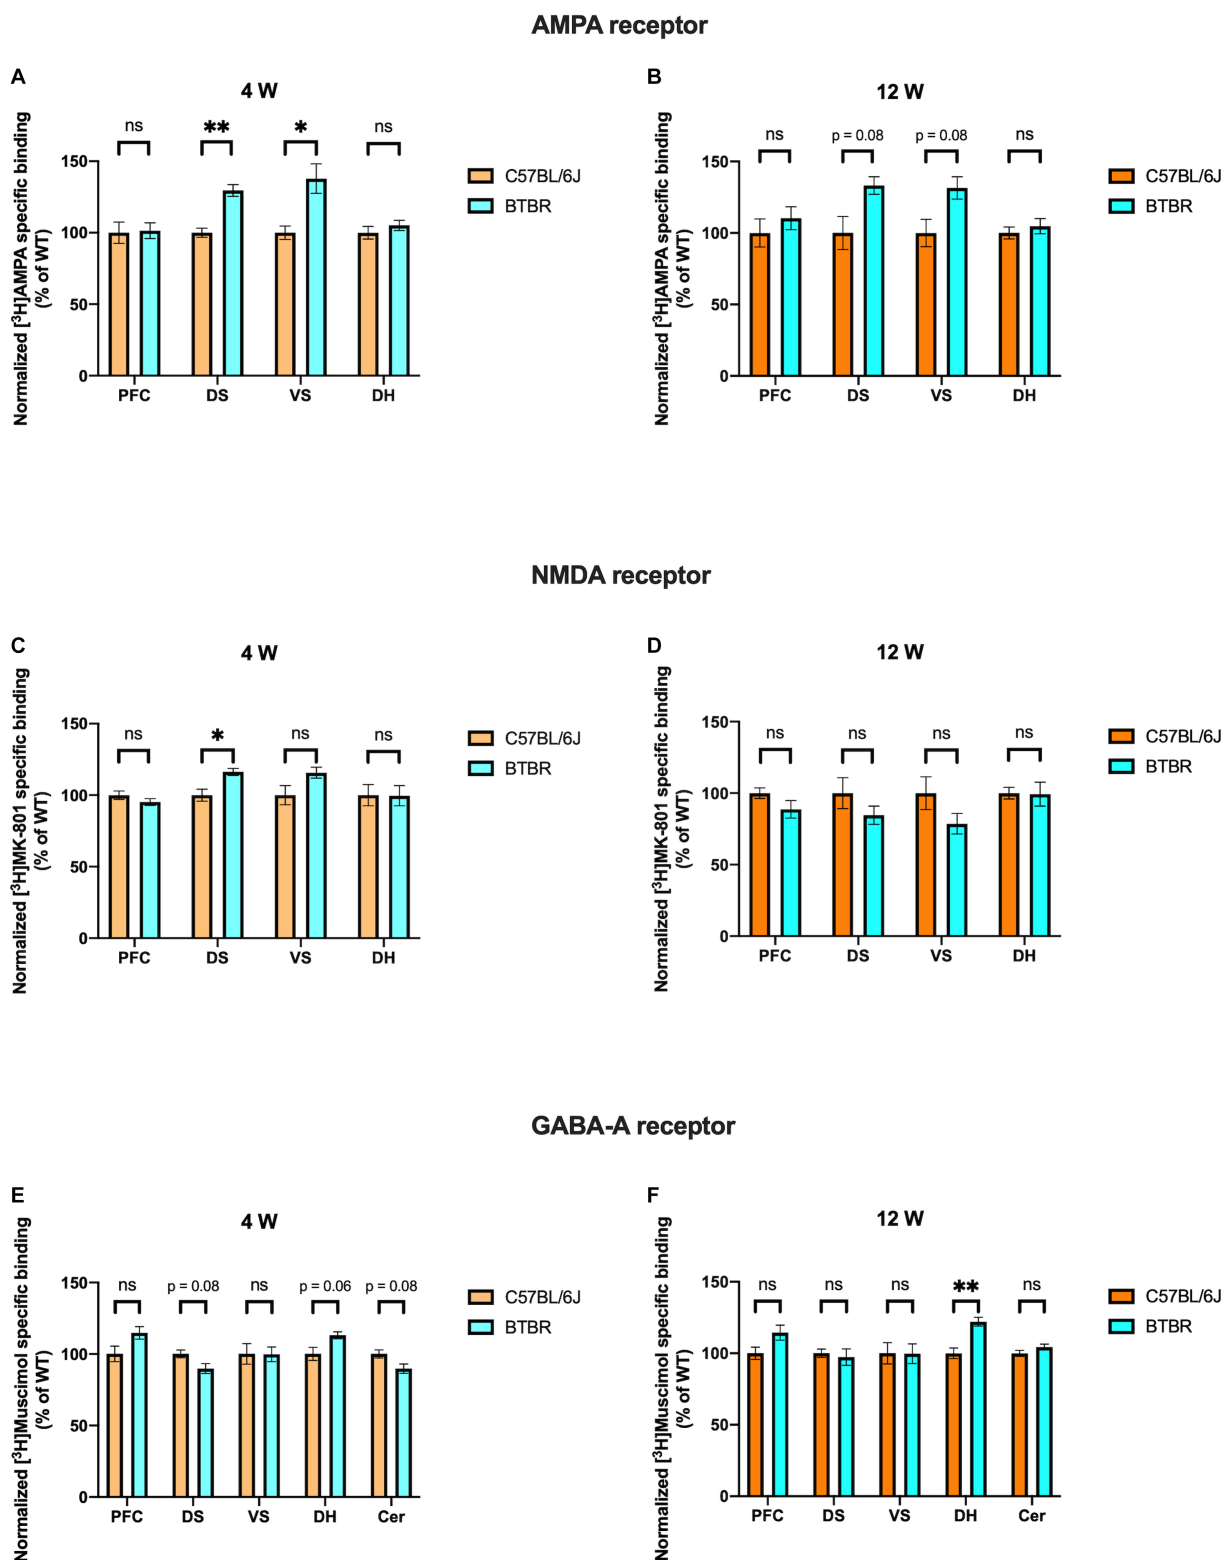 AMPA receptor
A
4 W
Normalized [³H]AMPA specific binding
(% of WT)
150
100
50
0
ns
**
*
ns
PFC
DS
VS
DH
C57BL/6J
BTBR
B
12 W
Normalized [³H]AMPA specific binding
(% of WT)
150
100
50
0
ns
p = 0.08
p = 0.08
ns
PFC
DS
VS
DH
C57BL/6J
BTBR
NMDA receptor
C
4 W
Normalized [³H]MK-801 specific binding
(% of WT)
150
100
50
0
ns
*
ns
ns
PFC
DS
VS
DH
C57BL/6J
BTBR
D
12 W
Normalized [³H]MK-801 specific binding
(% of WT)
150
100
50
0
ns
ns
ns
ns
PFC
DS
VS
DH
C57BL/6J
BTBR
GABA-A receptor
E
4 W
Normalized [³H]Muscimol specific binding
(% of WT)
150
100
50
0
ns
p = 0.08
ns
p = 0.06
p = 0.08
PFC
DS
VS
DH
Cer
C57BL/6J
BTBR
F
12 W
Normalized [³H]Muscimol specific binding
(% of WT)
150
100
50
0
ns
ns
ns
**
ns
PFC
DS
VS
DH
Cer
C57BL/6J
BTBR